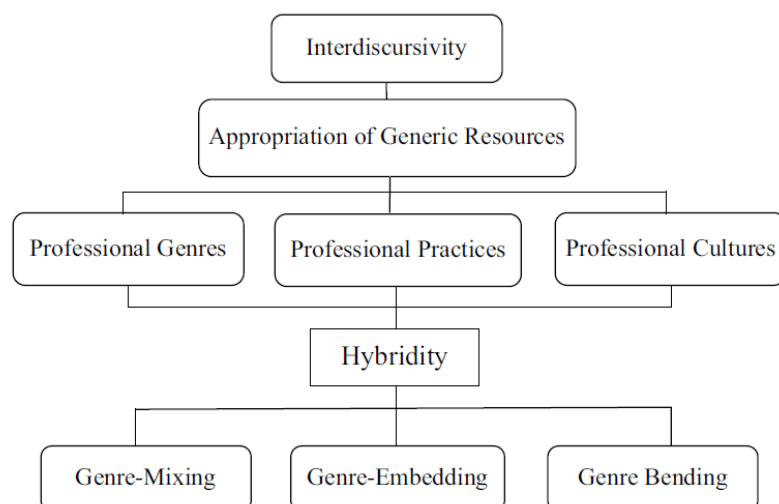 Interdiscursivity
Appropriation of Generic Resources
Professional Genres
Professional Practices
Professional Cultures
Hybridity
Genre-Mixing
Genre-Embedding
Genre Bending